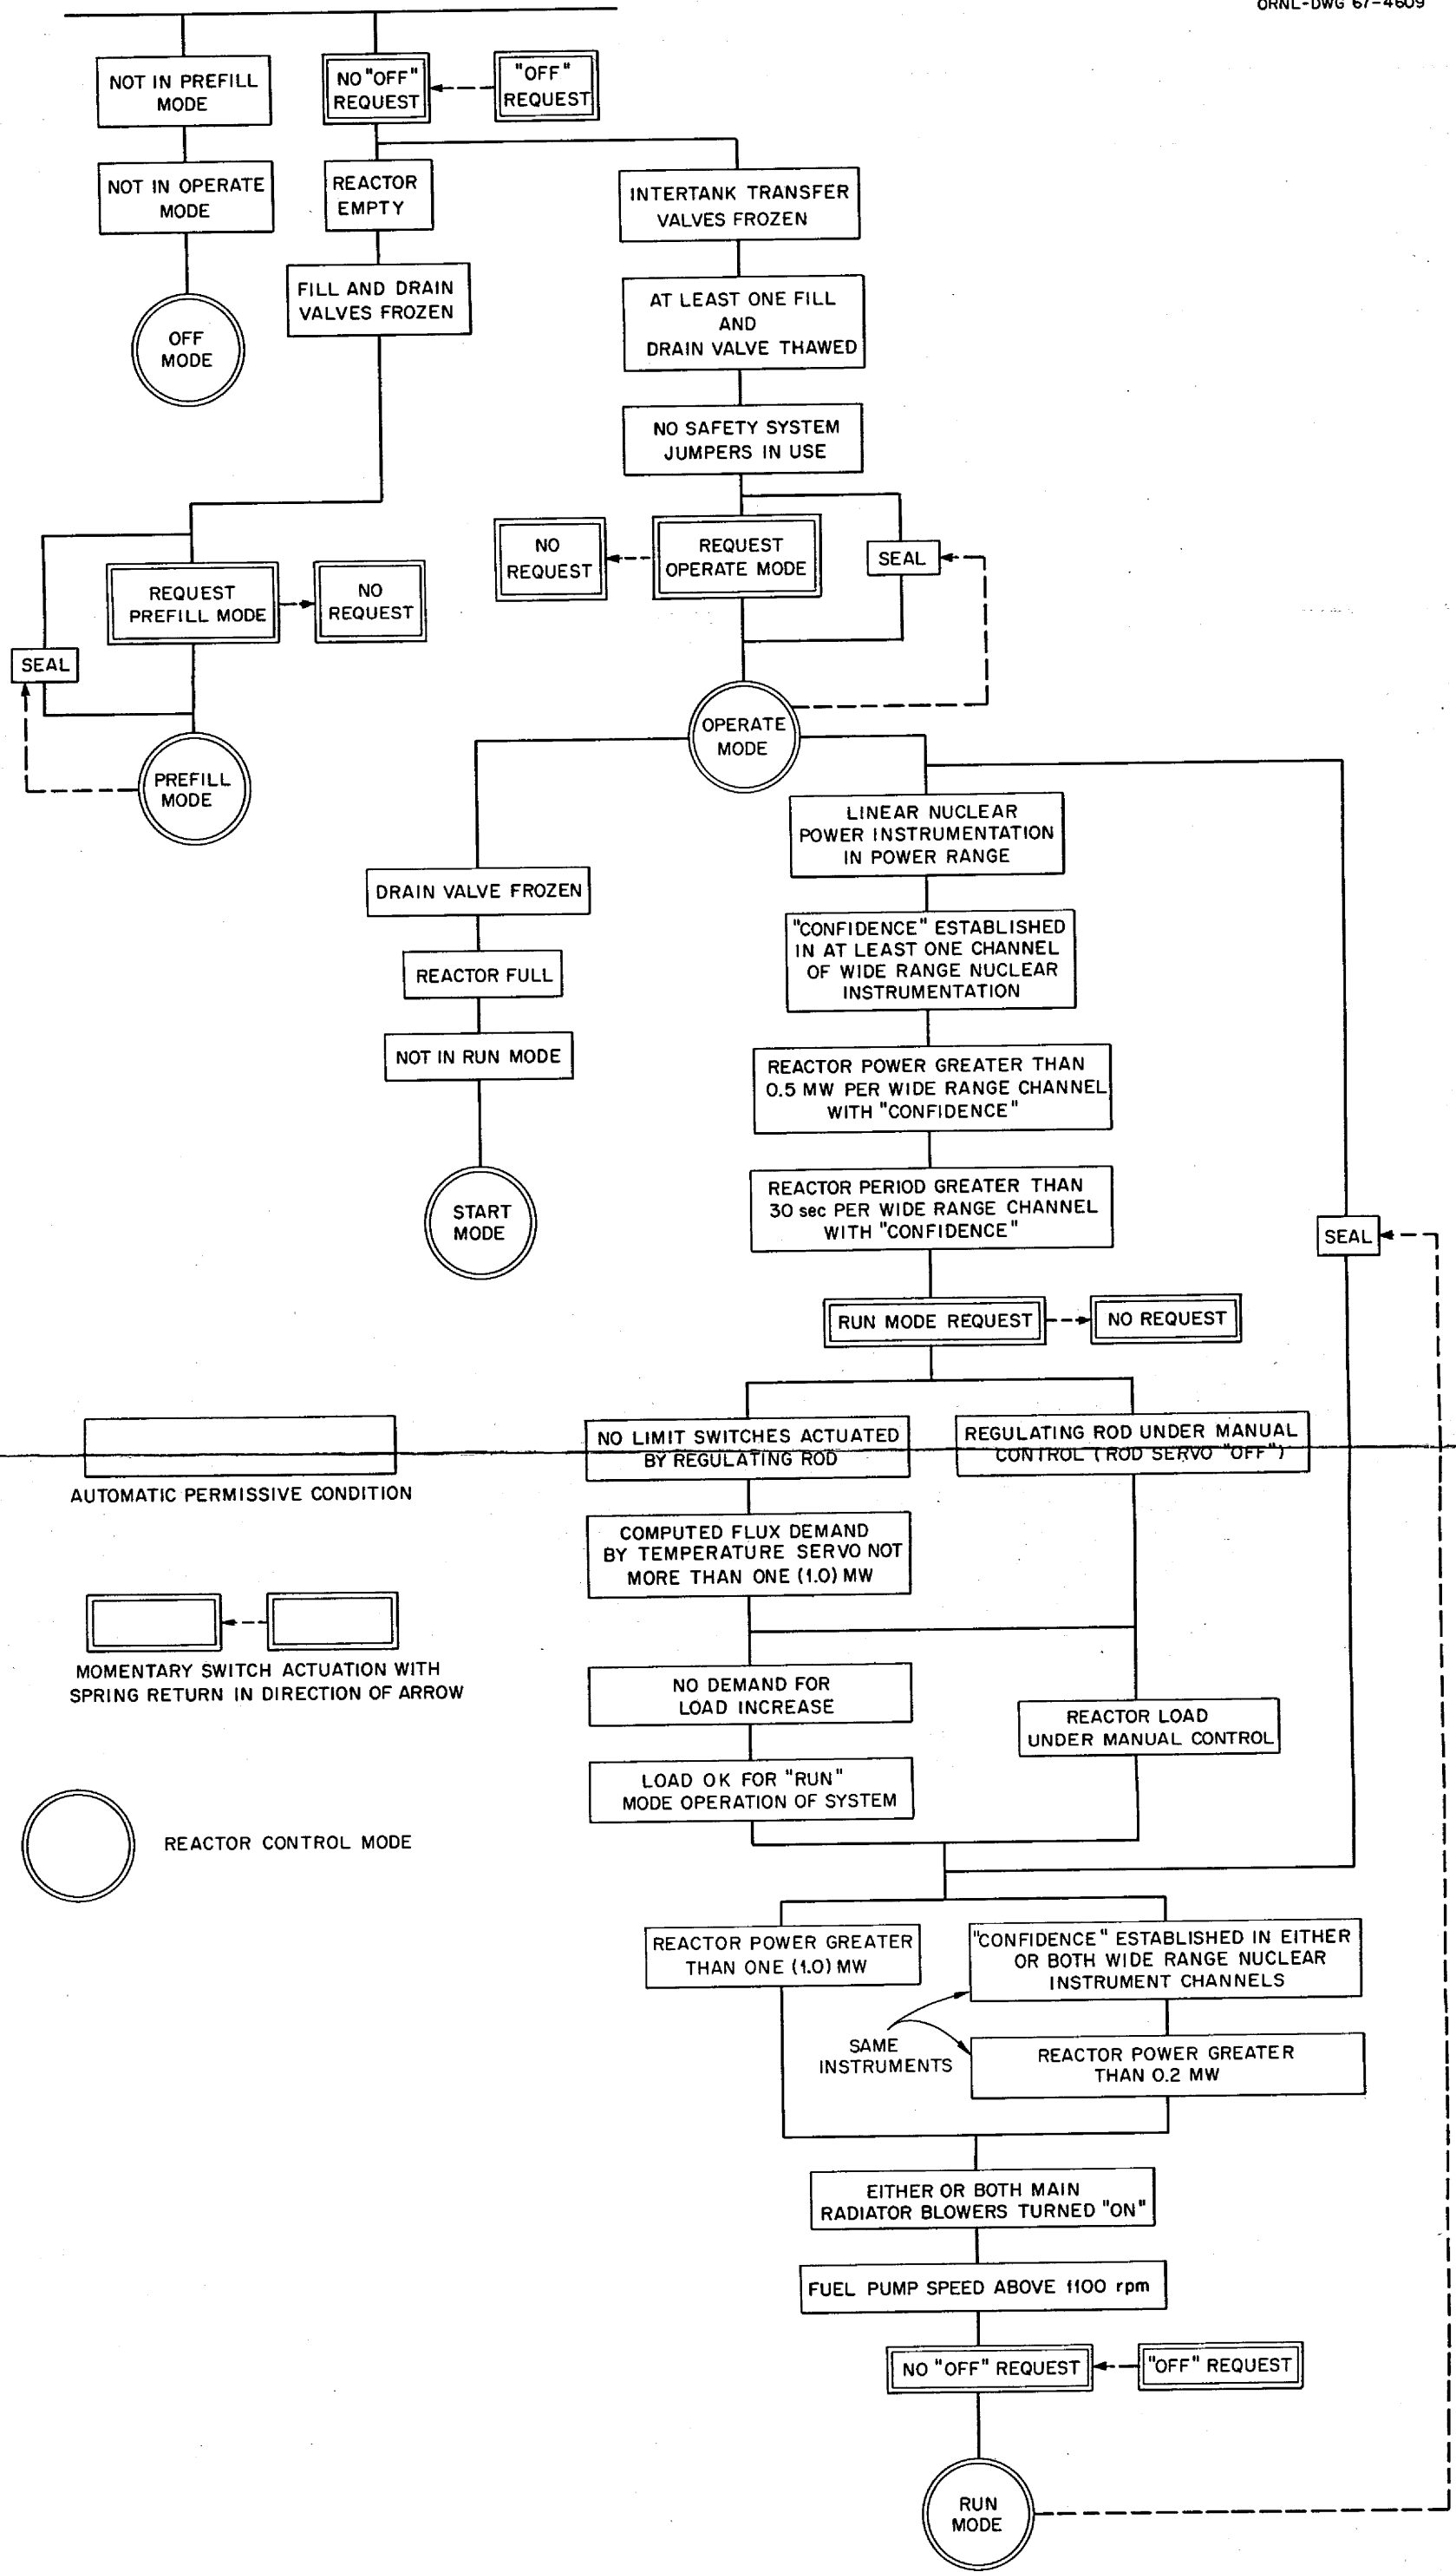 ORNL-DWG 67-4609
NOT IN PREFILL
MODE
NO "OFF"
REQUEST
"OFF"
REQUEST
NOT IN OPERATE
MODE
REACTOR
EMPTY
INTERTANK TRANSFER
VALVES FROZEN
FILL AND DRAIN
VALVES FROZEN
AT LEAST ONE FILL
AND
DRAIN VALVE THAWED
OFF
MODE
NO SAFETY SYSTEM
JUMPERS IN USE
NO
REQUEST
REQUEST
OPERATE MODE
SEAL
REQUEST
PREFILL MODE
NO
REQUEST
SEAL
OPERATE
MODE
PREFILL
MODE
LINEAR NUCLEAR
POWER INSTRUMENTATION
IN POWER RANGE
DRAIN VALVE FROZEN
"CONFIDENCE" ESTABLISHED
IN AT LEAST ONE CHANNEL
OF WIDE RANGE NUCLEAR
INSTRUMENTATION
REACTOR FULL
NOT IN RUN MODE
REACTOR POWER GREATER THAN
0.5 MW PER WIDE RANGE CHANNEL
WITH "CONFIDENCE"
START
MODE
REACTOR PERIOD GREATER THAN
30 sec PER WIDE RANGE CHANNEL
WITH "CONFIDENCE"
SEAL
RUN MODE REQUEST
NO REQUEST
NO LIMIT SWITCHES ACTUATED
BY REGULATING ROD
REGULATING ROD UNDER MANUAL
CONTROL (ROD SERVO "OFF")
AUTOMATIC PERMISSIVE CONDITION
COMPUTED FLUX DEMAND
BY TEMPERATURE SERVO NOT
MORE THAN ONE (1.0) MW
MOMENTARY SWITCH ACTUATION WITH
SPRING RETURN IN DIRECTION OF ARROW
NO DEMAND FOR
LOAD INCREASE
REACTOR LOAD
UNDER MANUAL CONTROL
LOAD OK FOR "RUN"
MODE OPERATION OF SYSTEM
REACTOR CONTROL MODE
REACTOR POWER GREATER
THAN ONE (1.0) MW
"CONFIDENCE" ESTABLISHED IN EITHER
OR BOTH WIDE RANGE NUCLEAR
INSTRUMENT CHANNELS
SAME
INSTRUMENTS
REACTOR POWER GREATER
THAN 0.2 MW
EITHER OR BOTH MAIN
RADIATOR BLOWERS TURNED "ON"
FUEL PUMP SPEED ABOVE 1100 rpm
NO "OFF" REQUEST
"OFF" REQUEST
RUN
MODE